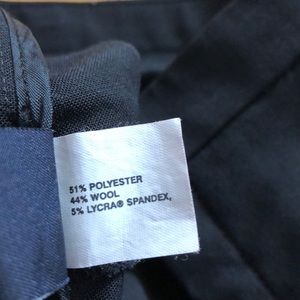 51% POLYESTER
44% WOOL
5% LYCRA® SPANDEX,